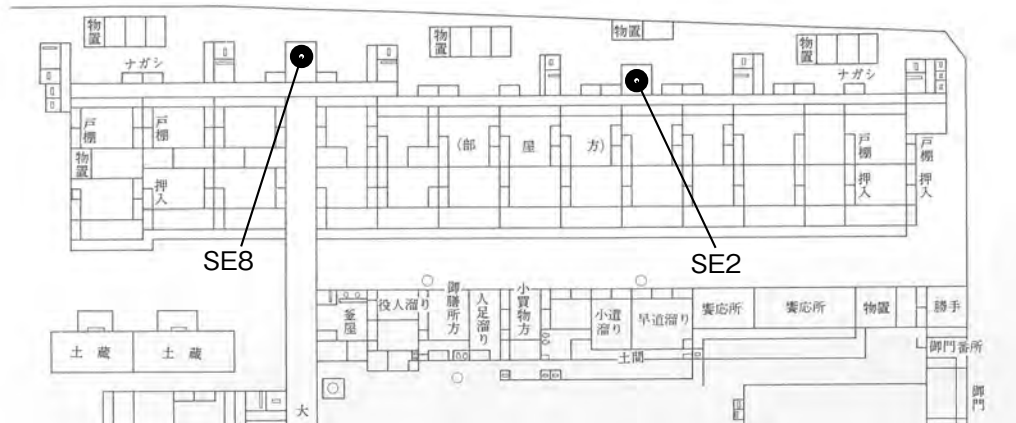 物置
物置
物置
物置
ナガシ
ナガシ
戸棚
戸棚
(部屋方)
戸棚
戸棚
物置
押入
押入
押入
SE8
SE2
役人溜り
釜屋
御膳所方
人足溜り
小買物方
小道溜り
早道溜り
饗応所
饗応所
物置
勝手
土蔵
土蔵
土間
御門番所
御門
大